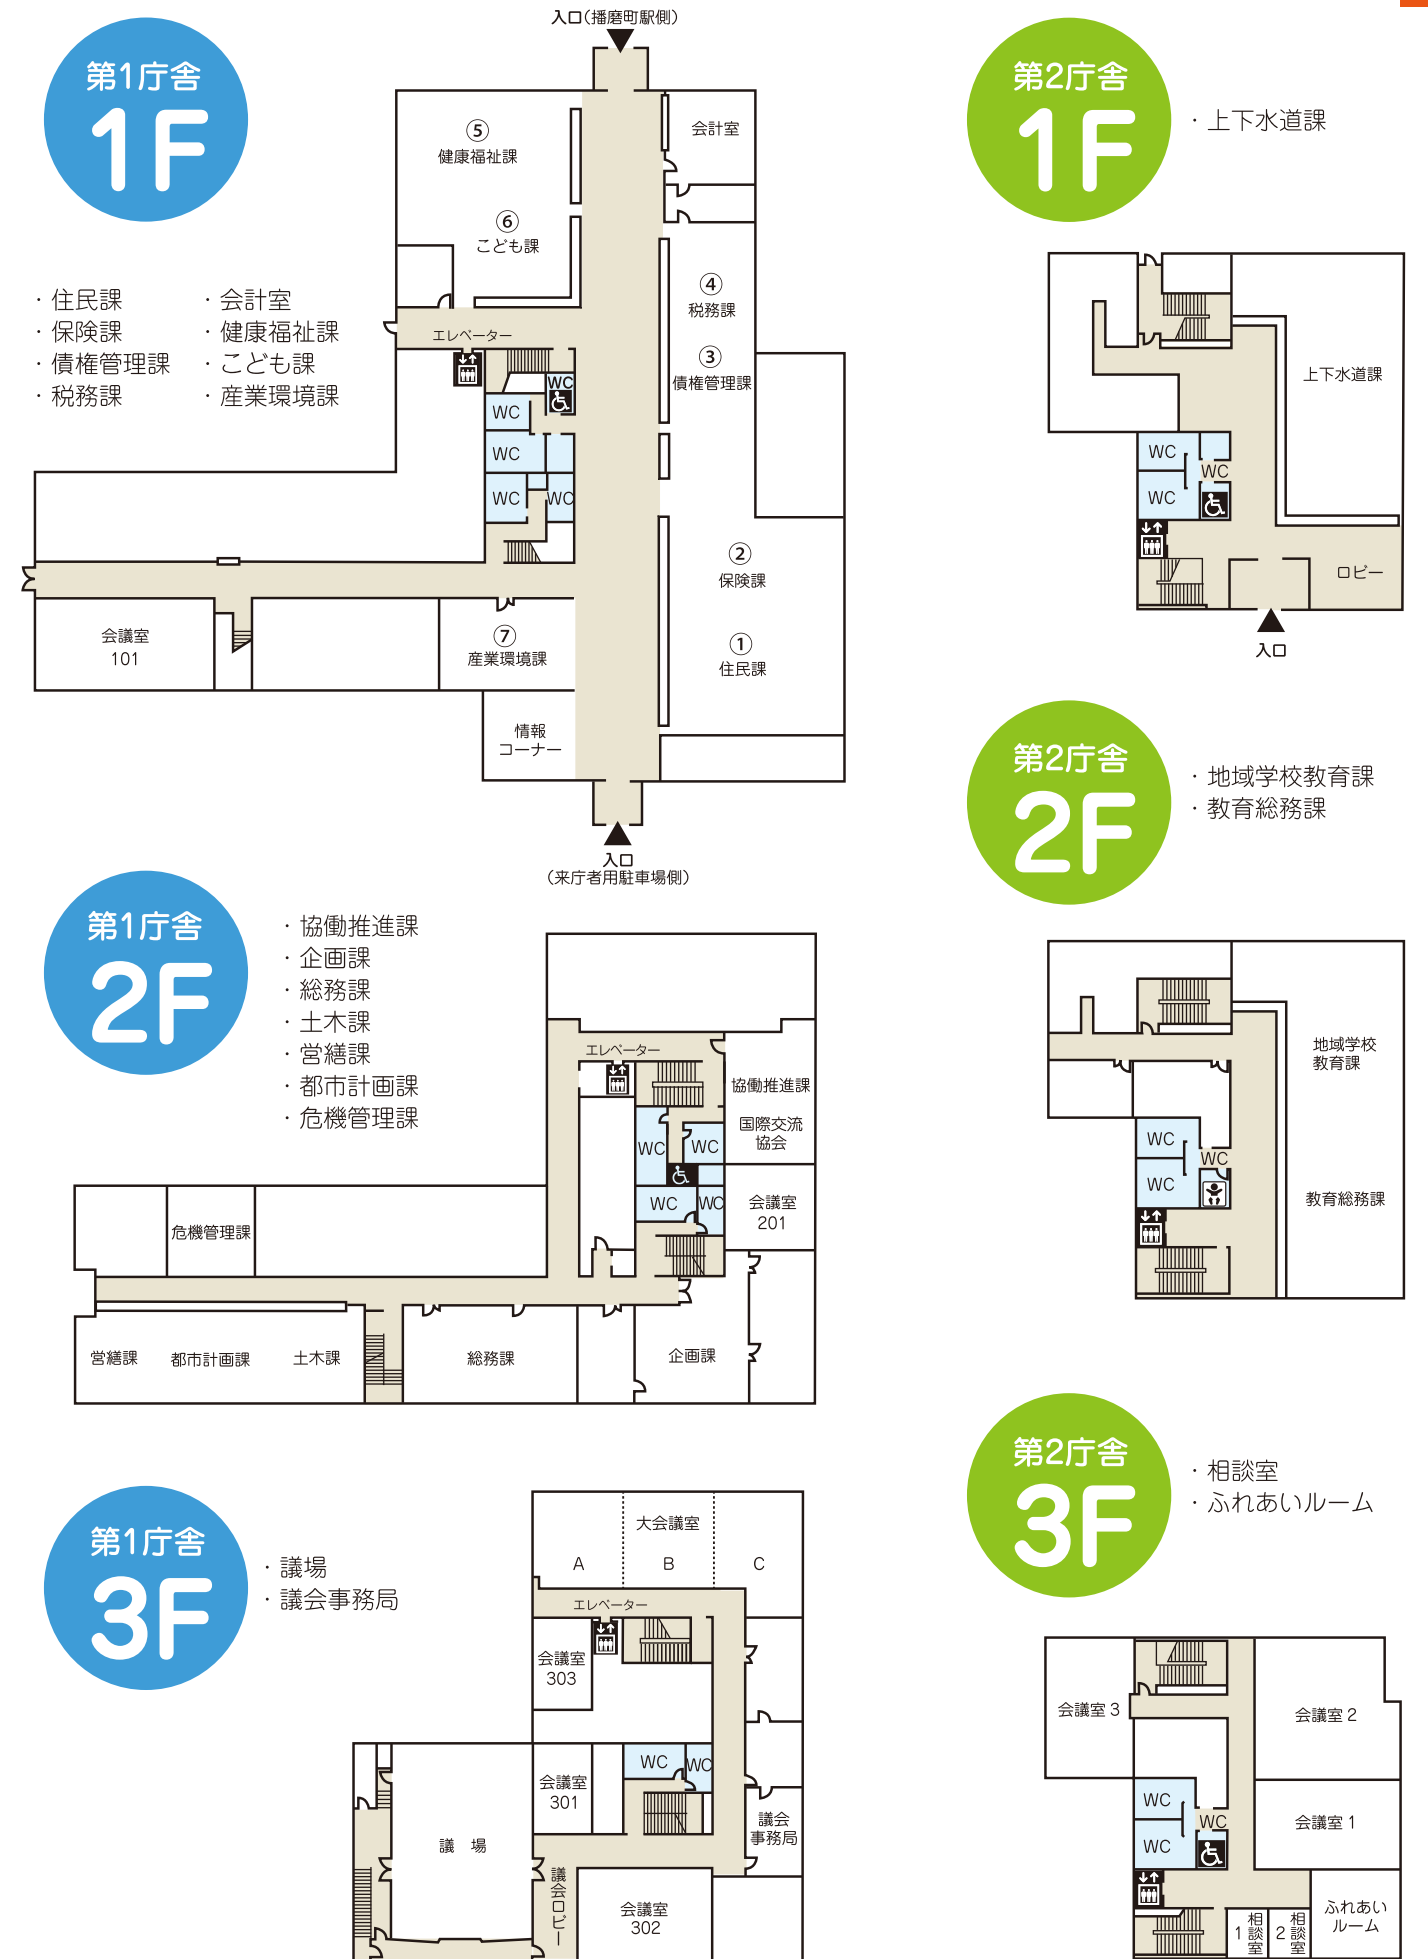 第1庁舎
1F
・住民課
・保険課
・債権管理課
・税務課
・会計室
・健康福祉課
・こども課
・産業環境課
入口(播磨町駅側)
⑤
健康福祉課
会計室
⑥
こども課
④
税務課
エレベーター
③
債権管理課
WC
WC
WC
WC
WC
②
保険課
会議室
101
⑦
産業環境課
①
住民課
情報
コーナー
入口
(来庁者用駐車場側)
第1庁舎
2F
・協働推進課
・企画課
・総務課
・土木課
・営繕課
・都市計画課
・危機管理課
エレベーター
協働推進課
国際交流
協会
WC
WC
WC
WC
会議室
201
危機管理課
営繕課
都市計画課
土木課
総務課
企画課
第1庁舎
3F
・議場
・議会事務局
大会議室
A
B
C
エレベーター
会議室
303
WC
WC
会議室
301
議会
事務局
議 場
議会ロビー
会議室
302
第2庁舎
1F
・上下水道課
上下水道課
WC
WC
WC
ロビー
入口
第2庁舎
2F
・地域学校教育課
・教育総務課
地域学校
教育課
WC
WC
WC
教育総務課
第2庁舎
3F
・相談室
・ふれあいルーム
会議室 3
会議室 2
WC
WC
WC
会議室 1
ふれあい
ルーム
相談室1
相談室2